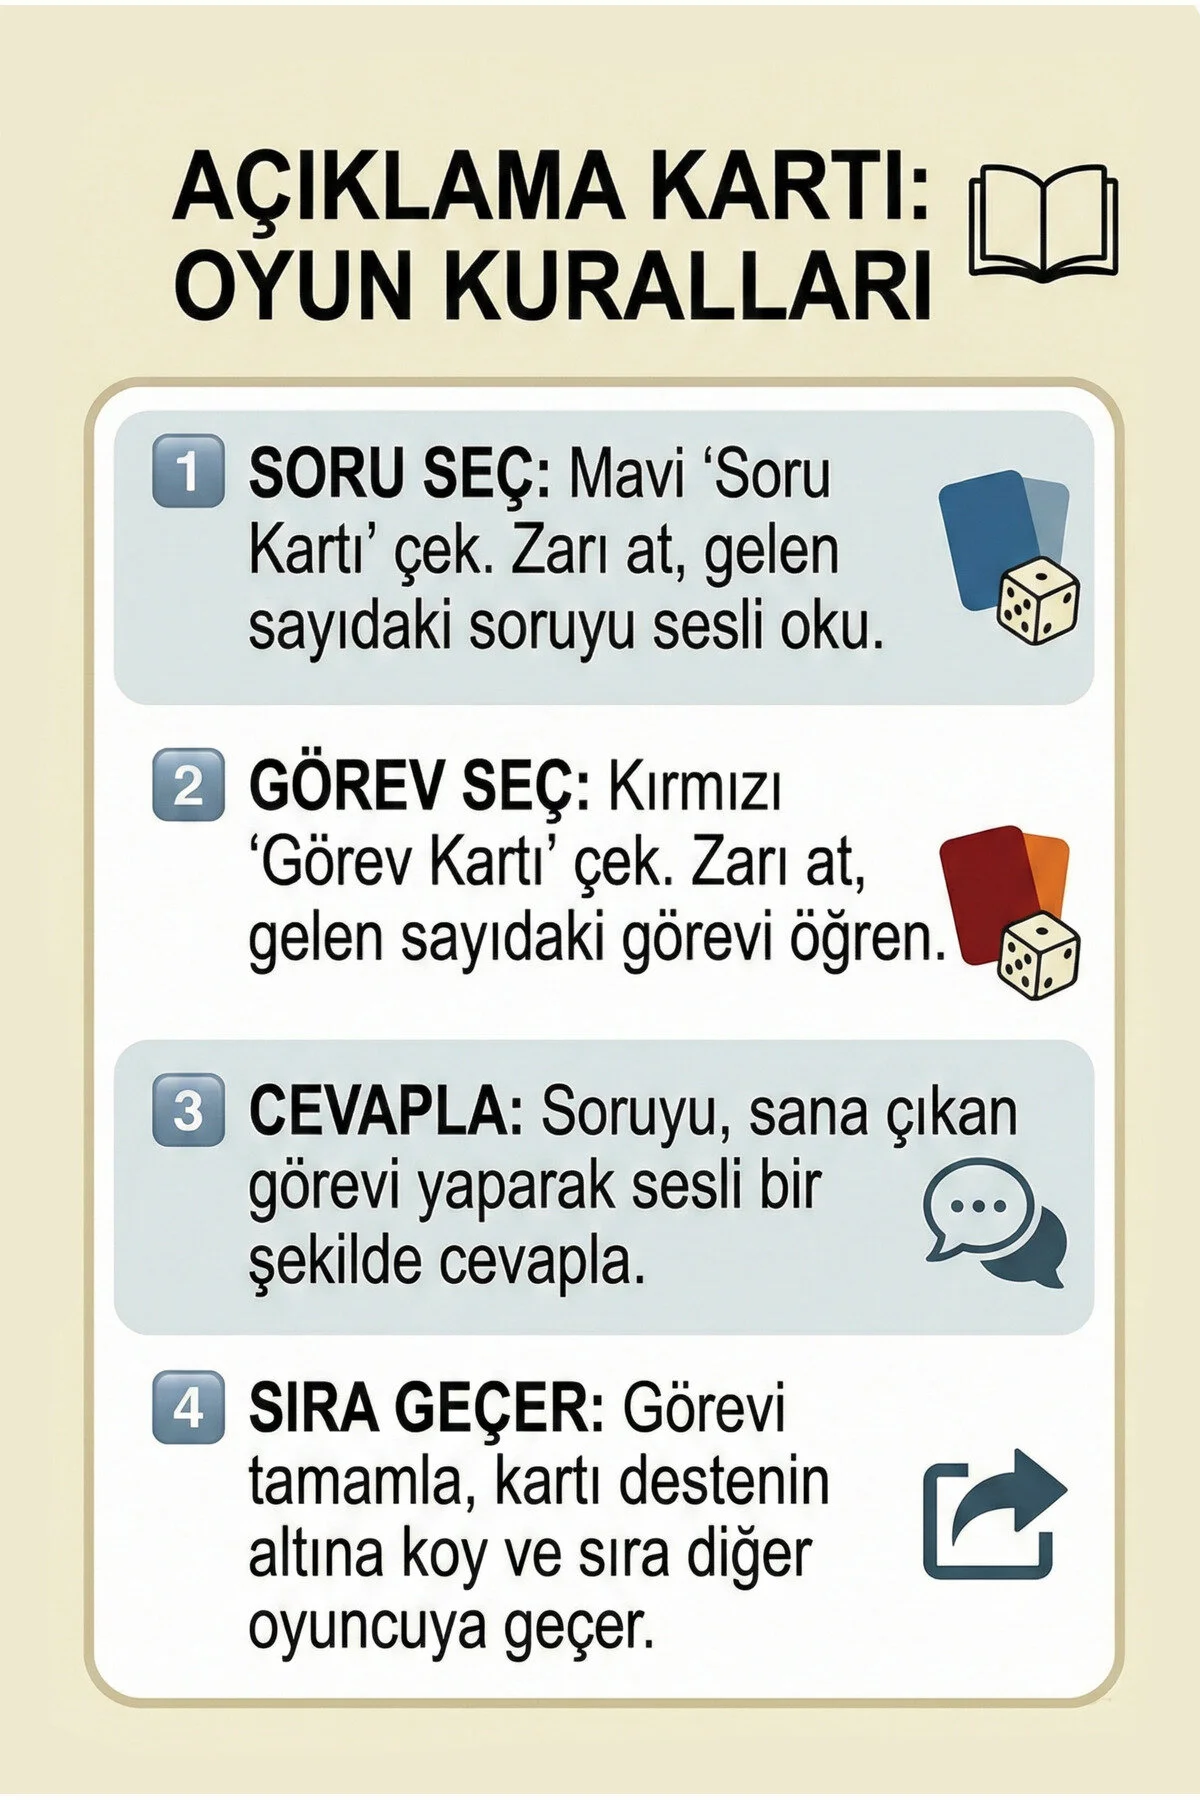 AÇIKLAMA KARTI:
OYUN KURALLARI
1 SORU SEÇ: Mavi ‘Soru
Kartı’ çek. Zarı at, gelen
sayıdaki soruyu sesli oku.
2 GÖREV SEÇ: Kırmızı
‘Görev Kartı’ çek. Zarı at,
gelen sayıdaki görevi öğren.
3 CEVAPLA: Soruyu, sana çıkan
görevi yaparak sesli bir
şekilde cevapla.
4 SIRA GEÇER: Görevi
tamamla, kartı destenin
altına koy ve sıra diğer
oyuncuya geçer.